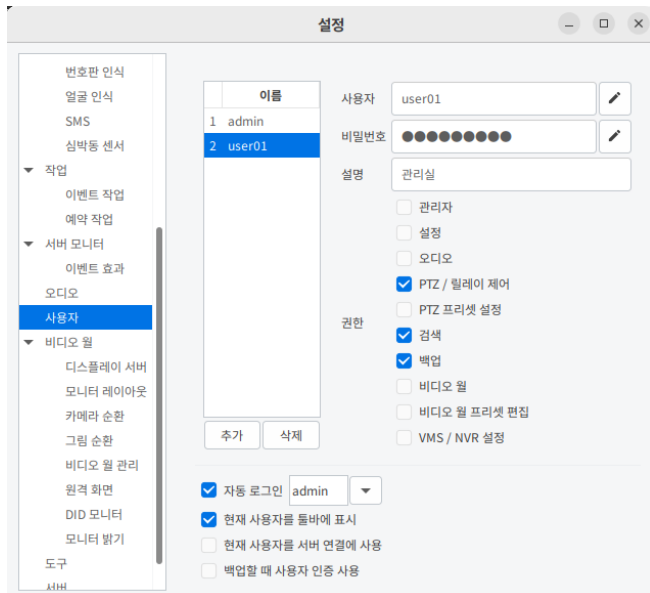 설정
번호판 인식
얼굴 인식
SMS
심박동 센서
작업
이벤트 작업
예약 작업
서버 모니터
이벤트 효과
오디오
사용자
비디오 월
디스플레이 서버
모니터 레이아웃
카메라 순환
그림 순환
비디오 월 관리
원격 화면
DID 모니터
모니터 밝기
도구
서버
이름
1 admin
2 user01
추가 삭제
사용자 user01
비밀번호 ●●●●●●●●●
설명 관리실
권한
관리자
설정
오디오
PTZ / 릴레이 제어
PTZ 프리셋 설정
검색
백업
비디오 월
비디오 월 프리셋 편집
VMS / NVR 설정
자동 로그인 admin
현재 사용자를 툴바에 표시
현재 사용자를 서버 연결에 사용
백업할 때 사용자 인증 사용